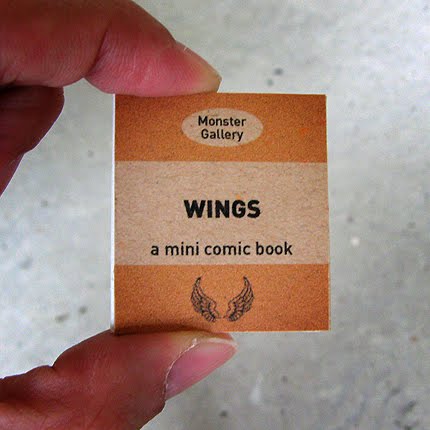 Monster
Gallery
WINGS
a mini comic book